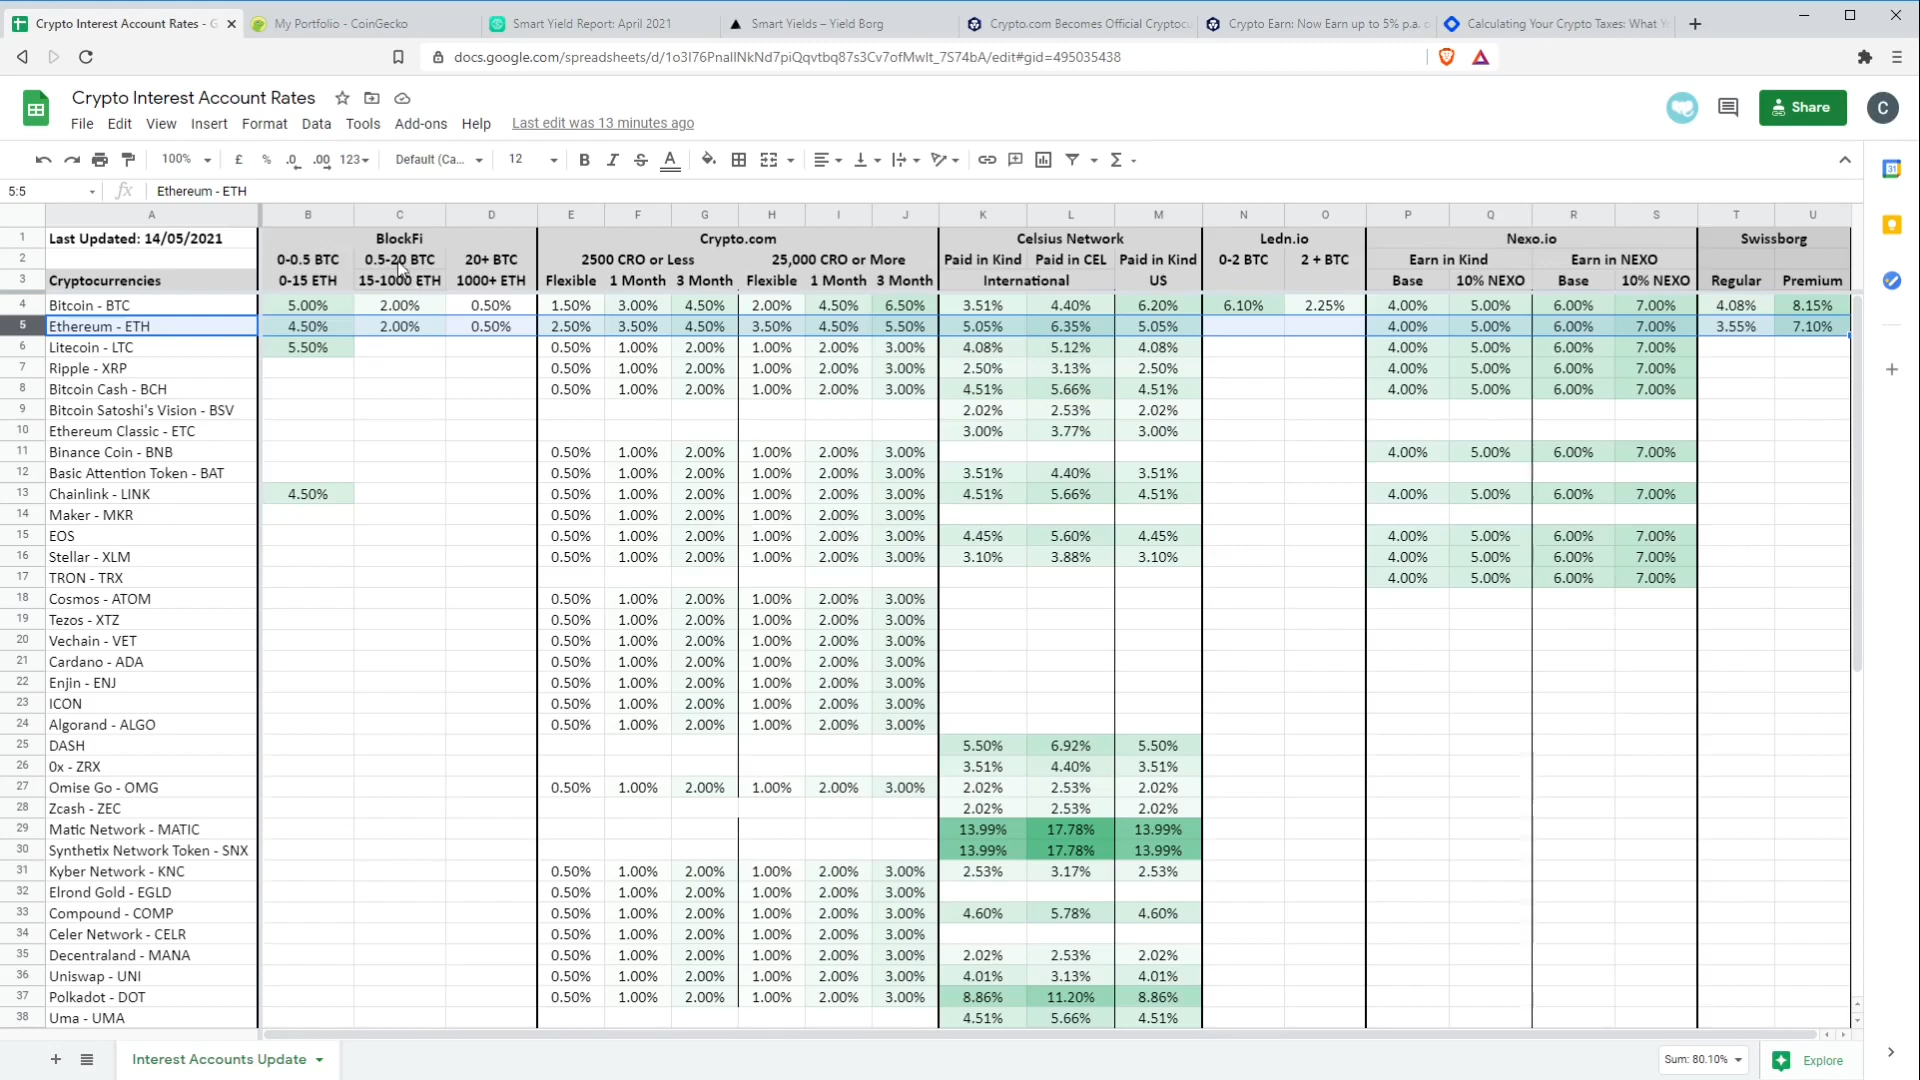 Crypto Interest Account Rates - G
My Portfolio - CoinGecko
Smart Yield Report: April 2021
Smart Yields – Yield Borg
Crypto.com Becomes Official Cryptocu
Crypto Earn: Now Earn up to 5% p.a. o
Calculating Your Crypto Taxes: What Y
Crypto Interest Account Rates
Share
C
File Edit View Insert Format Data Tools Add-ons Help Last edit was 13 minutes ago
100% £ % .0 .00 123 Default (Ca... 12 B I S A
5:5 fx Ethereum - ETH
A B C D E F G H I J K L M N O P Q R S T U
1 Last Updated: 14/05/2021 BlockFi Crypto.com Celsius Network Ledn.io Nexo.io Swissborg
2 0-0.5 BTC 0.5-20 BTC 20+ BTC 2500 CRO or Less 25,000 CRO or More Paid in Kind Paid in CEL Paid in Kind 0-2 BTC 2 + BTC Earn in Kind Earn in NEXO
3 Cryptocurrencies 0-15 ETH 15-1000 ETH 1000+ ETH Flexible 1 Month 3 Month Flexible 1 Month 3 Month International US Base 10% NEXO Base 10% NEXO Regular Premium
4 Bitcoin - BTC 5.00% 2.00% 0.50% 1.50% 3.00% 4.50% 2.00% 4.50% 6.50% 3.51% 4.40% 6.20% 6.10% 2.25% 4.00% 5.00% 6.00% 7.00% 4.08% 8.15%
5 Ethereum - ETH 4.50% 2.00% 0.50% 2.50% 3.50% 4.50% 3.50% 4.50% 5.50% 5.05% 6.35% 5.05% 4.00% 5.00% 6.00% 7.00% 3.55% 7.10%
6 Litecoin - LTC 5.50% 0.50% 1.00% 2.00% 1.00% 2.00% 3.00% 4.08% 5.12% 4.08% 4.00% 5.00% 6.00% 7.00%
7 Ripple - XRP 0.50% 1.00% 2.00% 1.00% 2.00% 3.00% 2.50% 3.13% 2.50% 4.00% 5.00% 6.00% 7.00%
8 Bitcoin Cash - BCH 0.50% 1.00% 2.00% 1.00% 2.00% 3.00% 4.51% 5.66% 4.51% 4.00% 5.00% 6.00% 7.00%
9 Bitcoin Satoshi's Vision - BSV 2.02% 2.53% 2.02%
10 Ethereum Classic - ETC 3.00% 3.77% 3.00%
11 Binance Coin - BNB 0.50% 1.00% 2.00% 1.00% 2.00% 3.00% 4.00% 5.00% 6.00% 7.00%
12 Basic Attention Token - BAT 0.50% 1.00% 2.00% 1.00% 2.00% 3.00% 3.51% 4.40% 3.51%
13 Chainlink - LINK 4.50% 0.50% 1.00% 2.00% 1.00% 2.00% 3.00% 4.51% 5.66% 4.51% 4.00% 5.00% 6.00% 7.00%
14 Maker - MKR 0.50% 1.00% 2.00% 1.00% 2.00% 3.00%
15 EOS 0.50% 1.00% 2.00% 1.00% 2.00% 3.00% 4.45% 5.60% 4.45% 4.00% 5.00% 6.00% 7.00%
16 Stellar - XLM 0.50% 1.00% 2.00% 1.00% 2.00% 3.00% 3.10% 3.88% 3.10% 4.00% 5.00% 6.00% 7.00%
17 TRON - TRX 4.00% 5.00% 6.00% 7.00%
18 Cosmos - ATOM 0.50% 1.00% 2.00% 1.00% 2.00% 3.00%
19 Tezos - XTZ 0.50% 1.00% 2.00% 1.00% 2.00% 3.00%
20 Vechain - VET 0.50% 1.00% 2.00% 1.00% 2.00% 3.00%
21 Cardano - ADA 0.50% 1.00% 2.00% 1.00% 2.00% 3.00%
22 Enjin - ENJ 0.50% 1.00% 2.00% 1.00% 2.00% 3.00%
23 ICON 0.50% 1.00% 2.00% 1.00% 2.00% 3.00%
24 Algorand - ALGO 0.50% 1.00% 2.00% 1.00% 2.00% 3.00%
25 DASH 5.50% 6.92% 5.50%
26 0x - ZRX 3.51% 4.40% 3.51%
27 Omise Go - OMG 0.50% 1.00% 2.00% 1.00% 2.00% 3.00% 2.02% 2.53% 2.02%
28 Zcash - ZEC 2.02% 2.53% 2.02%
29 Matic Network - MATIC 13.99% 17.78% 13.99%
30 Synthetix Network Token - SNX 13.99% 17.78% 13.99%
31 Kyber Network - KNC 0.50% 1.00% 2.00% 1.00% 2.00% 3.00% 2.53% 3.17% 2.53%
32 Elrond Gold - EGLD 0.50% 1.00% 2.00% 1.00% 2.00% 3.00%
33 Compound - COMP 0.50% 1.00% 2.00% 1.00% 2.00% 3.00% 4.60% 5.78% 4.60%
34 Celer Network - CELR 0.50% 1.00% 2.00% 1.00% 2.00% 3.00%
35 Decentraland - MANA 0.50% 1.00% 2.00% 1.00% 2.00% 3.00% 2.02% 2.53% 2.02%
36 Uniswap - UNI 0.50% 1.00% 2.00% 1.00% 2.00% 3.00% 4.01% 3.13% 4.01%
37 Polkadot - DOT 0.50% 1.00% 2.00% 1.00% 2.00% 3.00% 8.86% 11.20% 8.86%
38 Uma - UMA 4.51% 5.66% 4.51%
Interest Accounts Update Sum: 80.10% Explore